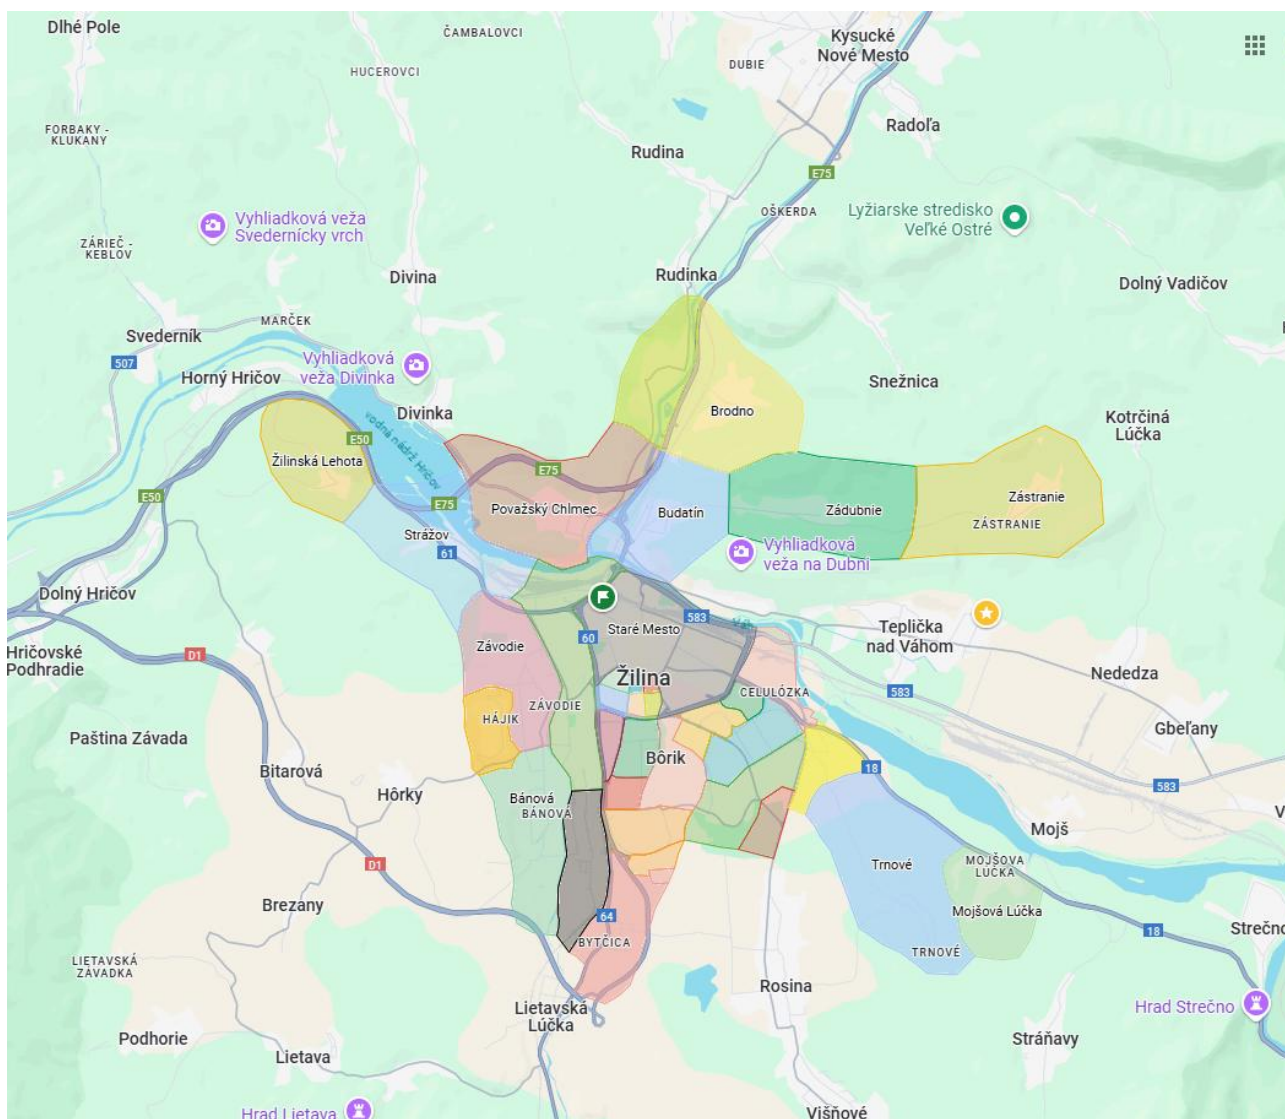 Dlhé Pole
ČAMBALOVCI
Kysucké
Nové Mesto
DUBIE
HUCEROVCI
FORBAKY -
KLUKANY
Radoľa
Rudina
E75
Vyhliadková veža
Svedernícky vrch
OŠKERDA
Lyžiarske stredisko
Veľké Ostré
ZÁRIEČ -
KEBLOV
Divina
Rudinka
Dolný Vadičov
MARČEK
Svederník
507
Vyhliadková
veža Divinka
Horný Hričov
Snežnica
Divinka
Brodno
Kotrčiná
Lúčka
vodná nádrž Hričov
E50
Žilinská Lehota
E75
E50
E75
Považský Chlmec
Budatín
Zádubnie
Zástranie
ZÁSTRANIE
Strážov
61
Vyhliadková
veža na Dubni
Dolný Hričov
583
Váh
Staré Mesto
60
Teplička
nad Váhom
Hričovské
Podhradie
D1
Závodie
Žilina
Nededza
CELULÓZKA
583
ZÁVODIE
HÁJIK
Gbeľany
Paština Závada
Bôrik
Bitarová
18
583
Hôrky
Bánová
BÁNOVÁ
Mojš
D1
Trnové
MOJŠOVA
LÚČKA
Brezany
Mojšová Lúčka
64
18
Strečno
BYTČICA
TRNOVÉ
LIETAVSKÁ
ZÁVADKA
Rosina
Lietavská
Lúčka
Hrad Strečno
Podhorie
Stráňavy
Lietava
Hrad Lietava
Višňové